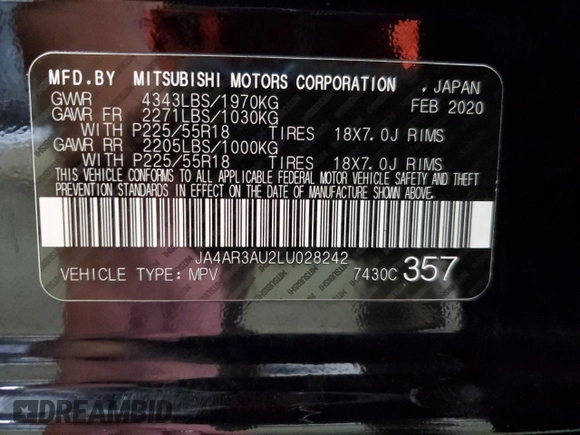 MFD.BY MITSUBISHI MOTORS CORPORATION , JAPAN
GVWR 4343LBS/1970KG FEB 2020
GAWR FR 2271LBS/1030KG
WITH P225/55R18 TIRES 18X7.0J RIMS
GAWR RR 2205LBS/1000KG
WITH P225/55R18 TIRES 18X7.0J RIMS
THIS VEHICLE CONFORMS TO ALL APPLICABLE FEDERAL MOTOR VEHICLE SAFETY AND THEFT
PREVENTION STANDARDS IN EFFECT ON THE DATE OF MANUFACTURE SHOWN ABOVE.
JA4AR3AU2LU028242
VEHICLE TYPE: MPV 7430C 357
DREAMBID